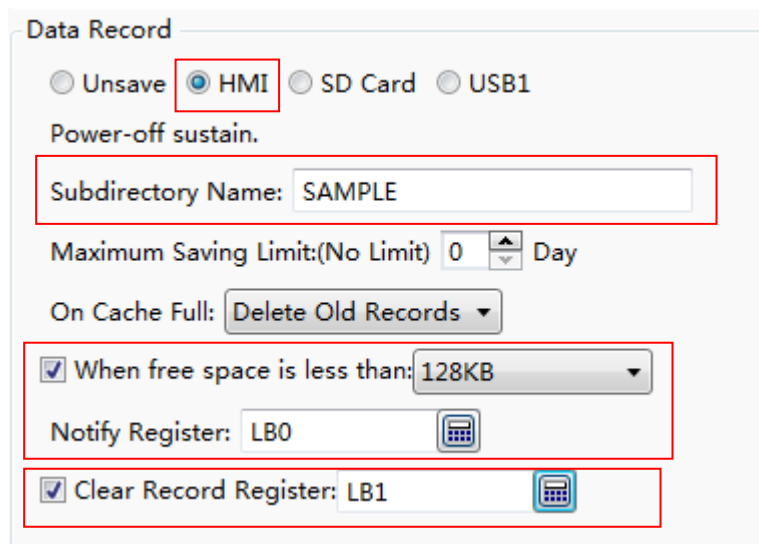 Data Record
Unsave HMI SD Card USB1
Power-off sustain.
Subdirectory Name: SAMPLE
Maximum Saving Limit:(No Limit) 0 Day
On Cache Full: Delete Old Records
When free space is less than: 128KB
Notify Register: LB0
Clear Record Register: LB1